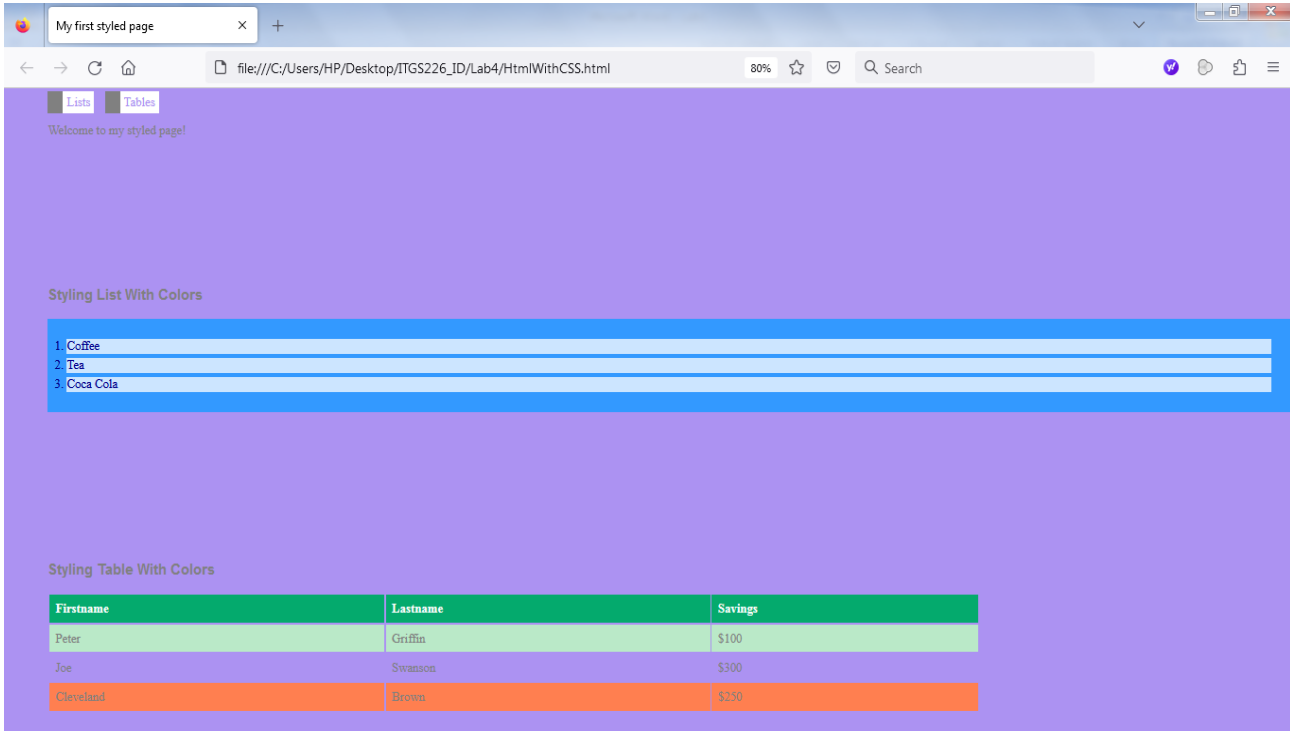 My first styled page
file:///C:/Users/HP/Desktop/ITGS226_ID/Lab4/HtmlWithCSS.html 80% Search
Lists Tables
Welcome to my styled page!
Styling List With Colors
1. Coffee
2. Tea
3. Coca Cola
Styling Table With Colors
Firstname Lastname Savings
Peter Griffin $100
Joe Swanson $300
Cleveland Brown $250